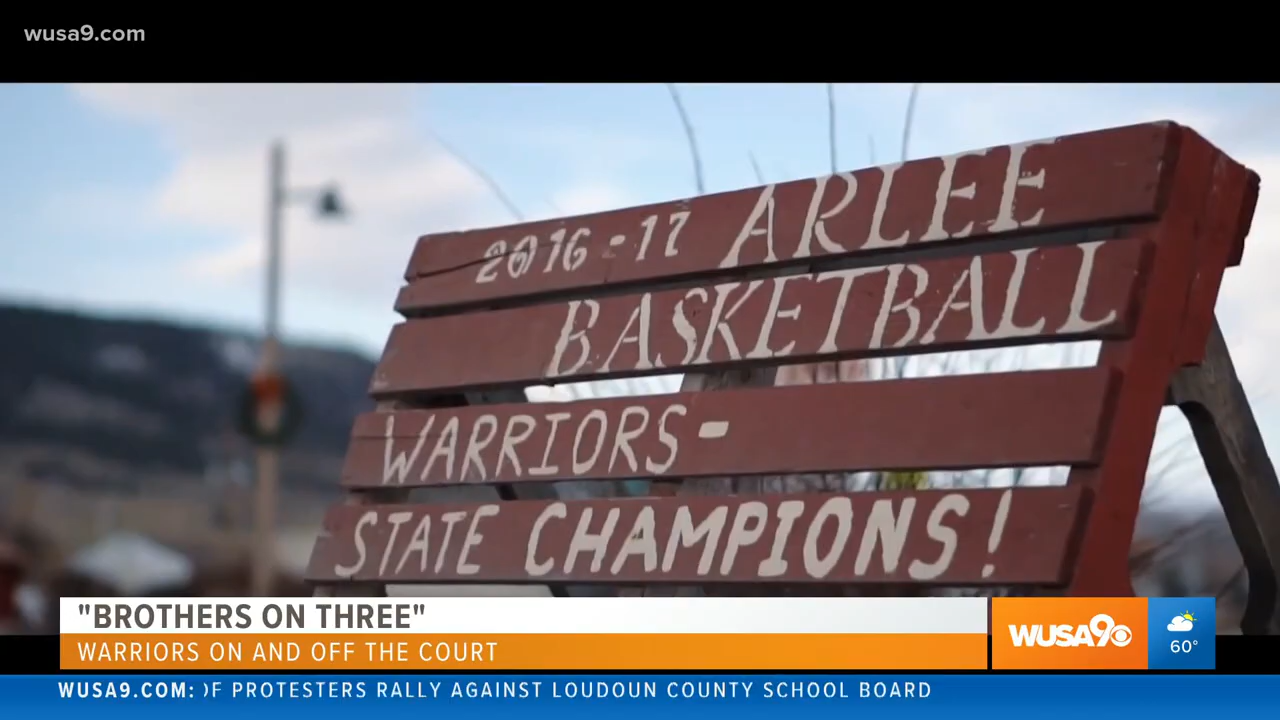 wusa9.com
2016-17 ARLEE
BASKETBALL
WARRIORS-
STATE CHAMPIONS!
"BROTHERS ON THREE"
WARRIORS ON AND OFF THE COURT
WUSA9
60°
WUSA9.COM: OF PROTESTERS RALLY AGAINST LOUDOUN COUNTY SCHOOL BOARD